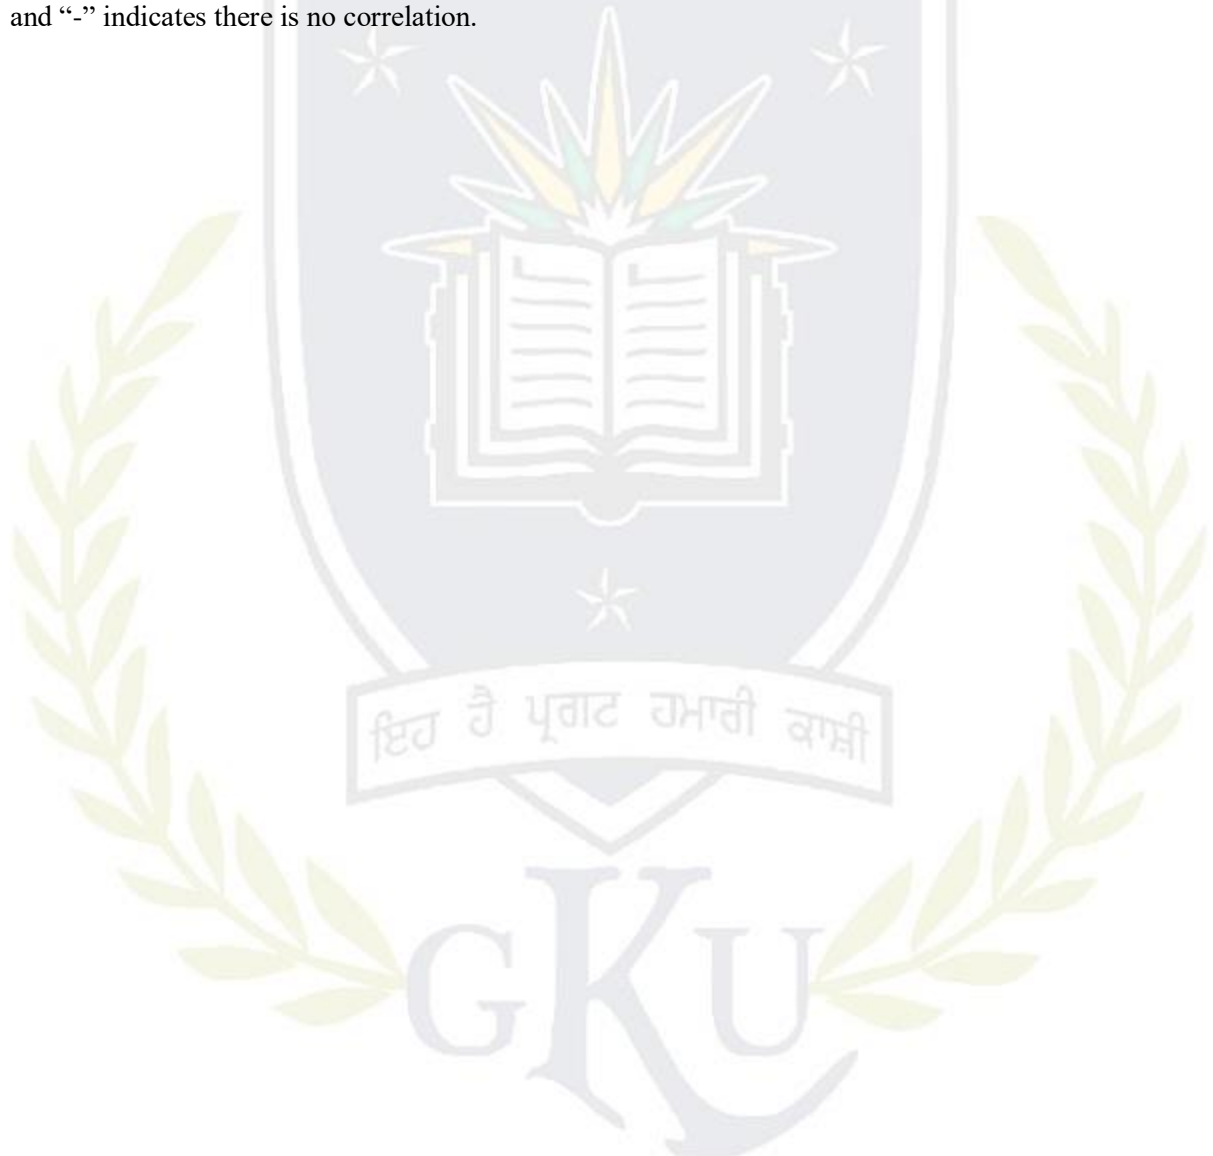 and “-” indicates there is no correlation.
ਇਹ ਹੈ ਪ੍ਰਗਟ ਹਮਾਰੀ ਕਾਸ਼ੀ
GKU